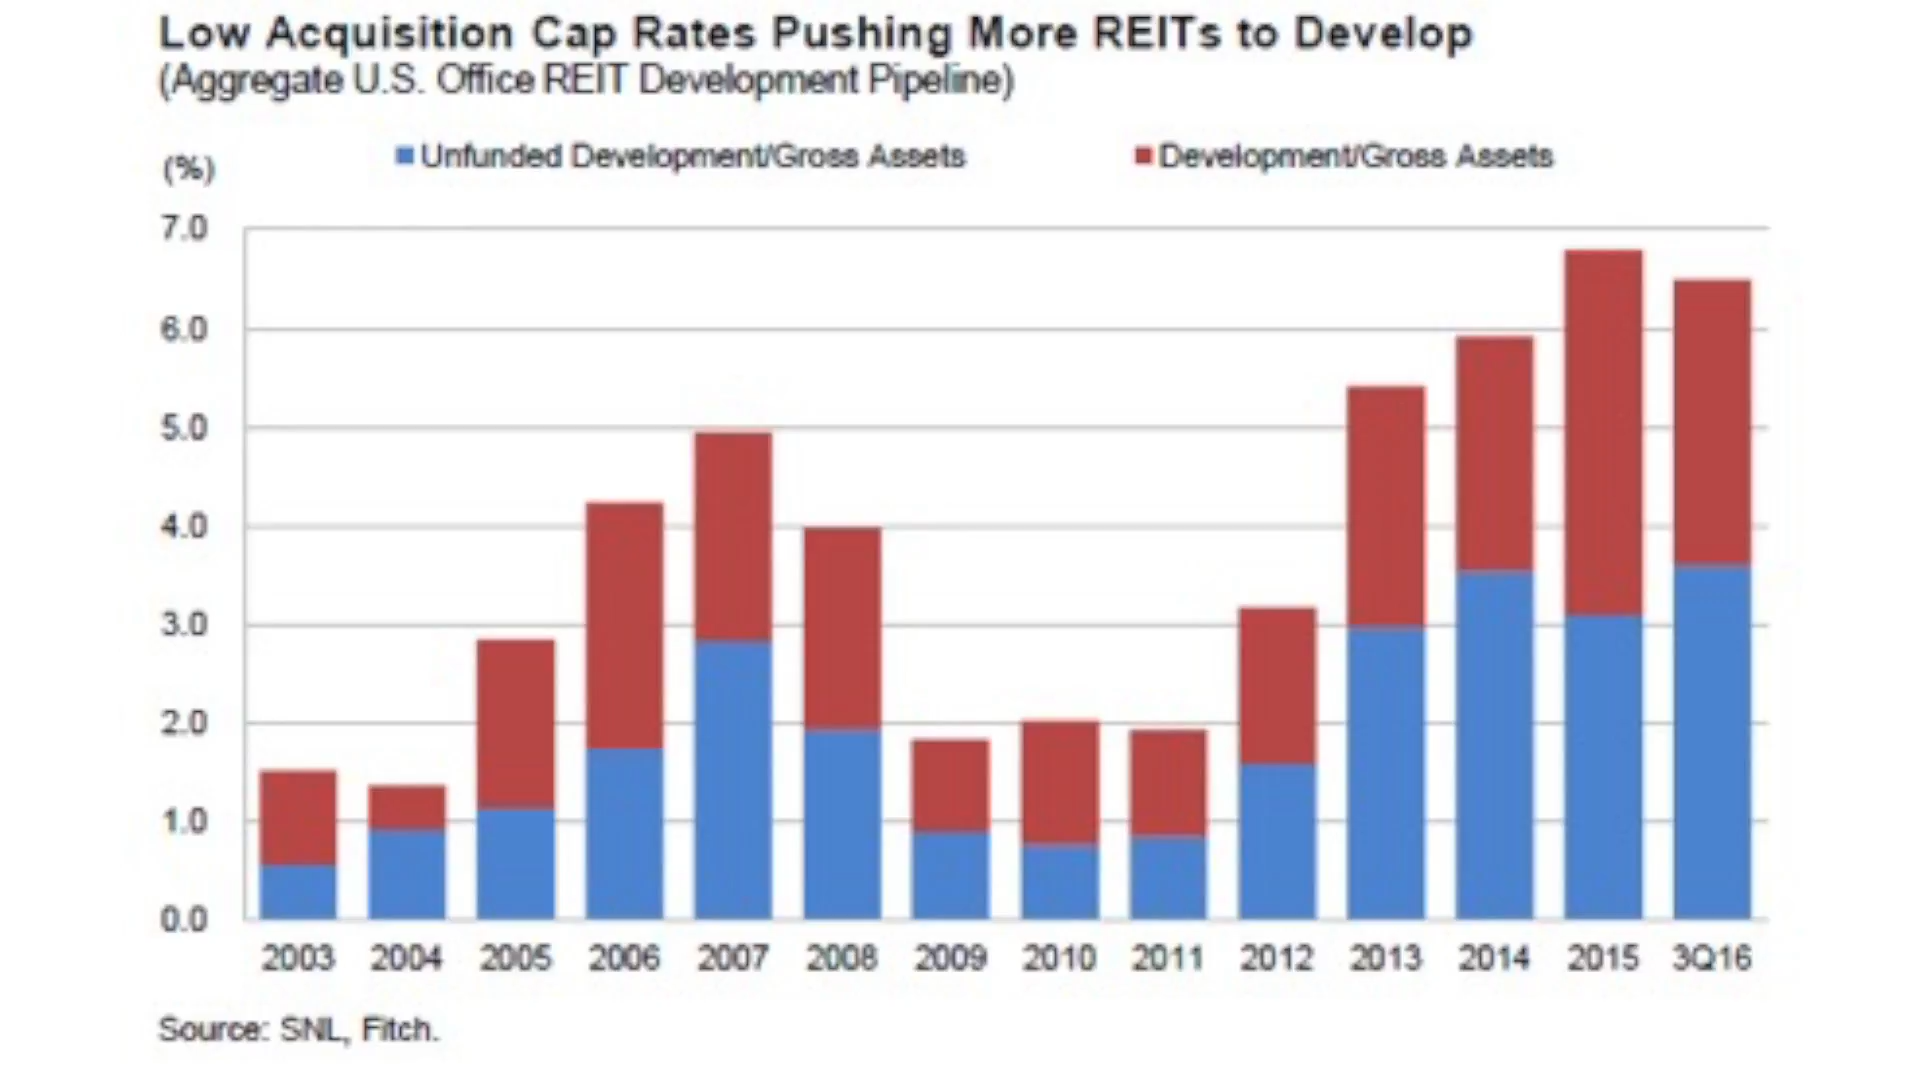 Low Acquisition Cap Rates Pushing More REITs to Develop
(Aggregate U.S. Office REIT Development Pipeline)
(%)
Unfunded Development/Gross Assets
Development/Gross Assets
7.0
6.0
5.0
4.0
3.0
2.0
1.0
0.0
2003 2004 2005 2006 2007 2008 2009 2010 2011 2012 2013 2014 2015 3Q16
Source: SNL, Fitch.